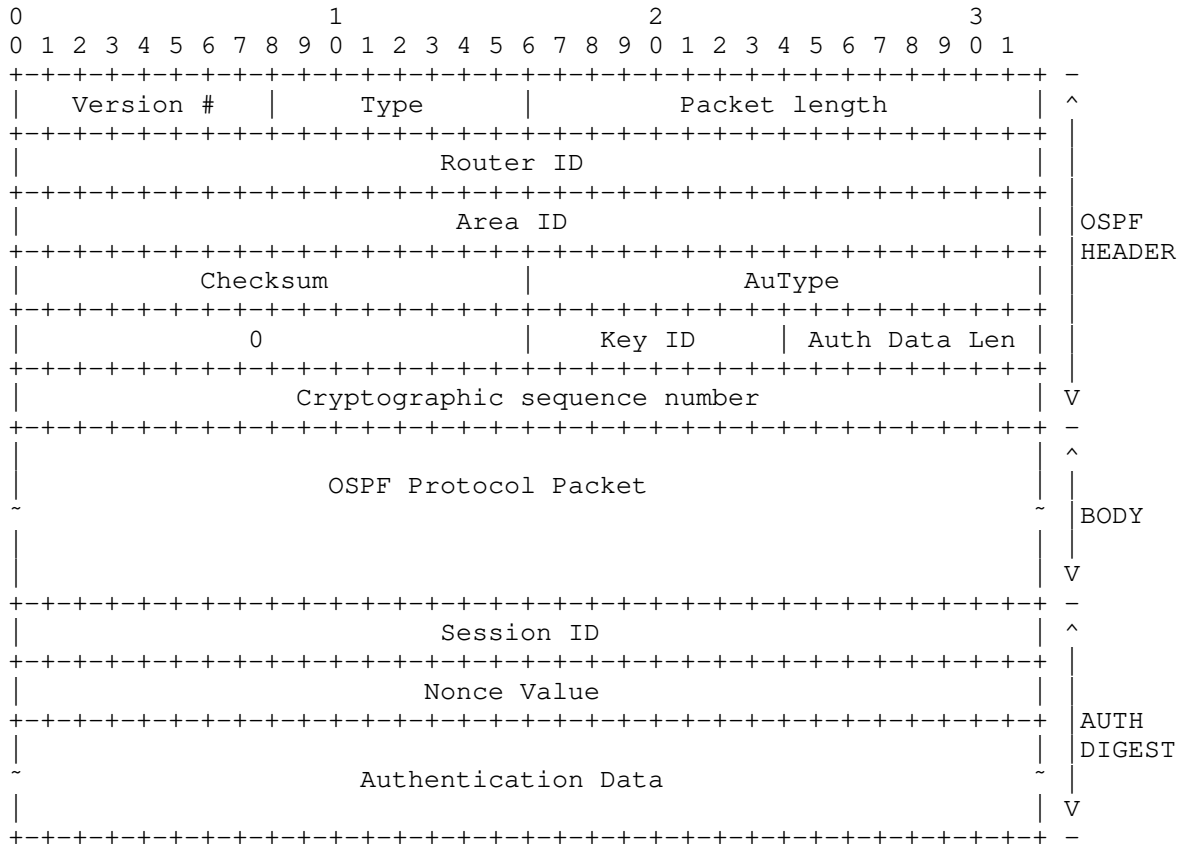 0                   1                   2                   3
0 1 2 3 4 5 6 7 8 9 0 1 2 3 4 5 6 7 8 9 0 1 2 3 4 5 6 7 8 9 0 1
+-+-+-+-+-+-+-+-+-+-+-+-+-+-+-+-+-+-+-+-+-+-+-+-+-+-+-+-+-+-+-+-+ -
|   Version #   |     Type      |         Packet length         | ^
+-+-+-+-+-+-+-+-+-+-+-+-+-+-+-+-+-+-+-+-+-+-+-+-+-+-+-+-+-+-+-+-+ |
|                          Router ID                            | |
+-+-+-+-+-+-+-+-+-+-+-+-+-+-+-+-+-+-+-+-+-+-+-+-+-+-+-+-+-+-+-+-+ |
|                           Area ID                             | |OSPF
+-+-+-+-+-+-+-+-+-+-+-+-+-+-+-+-+-+-+-+-+-+-+-+-+-+-+-+-+-+-+-+-+ |HEADER
|           Checksum            |             AuType            | |
+-+-+-+-+-+-+-+-+-+-+-+-+-+-+-+-+-+-+-+-+-+-+-+-+-+-+-+-+-+-+-+-+ |
|              0                |    Key ID     | Auth Data Len | |
+-+-+-+-+-+-+-+-+-+-+-+-+-+-+-+-+-+-+-+-+-+-+-+-+-+-+-+-+-+-+-+-+ |
|                 Cryptographic sequence number                 | V
+-+-+-+-+-+-+-+-+-+-+-+-+-+-+-+-+-+-+-+-+-+-+-+-+-+-+-+-+-+-+-+-+ -
|                                                               | ^
|                   OSPF Protocol Packet                        | |
~                                                               ~ |BODY
|                                                               | |
|                                                               | V
+-+-+-+-+-+-+-+-+-+-+-+-+-+-+-+-+-+-+-+-+-+-+-+-+-+-+-+-+-+-+-+-+ -
|                          Session ID                           | ^
+-+-+-+-+-+-+-+-+-+-+-+-+-+-+-+-+-+-+-+-+-+-+-+-+-+-+-+-+-+-+-+-+ |
|                         Nonce Value                           | |
+-+-+-+-+-+-+-+-+-+-+-+-+-+-+-+-+-+-+-+-+-+-+-+-+-+-+-+-+-+-+-+-+ |AUTH
|                                                               | |DIGEST
~                     Authentication Data                       ~ |
|                                                               | V
+-+-+-+-+-+-+-+-+-+-+-+-+-+-+-+-+-+-+-+-+-+-+-+-+-+-+-+-+-+-+-+-+ -